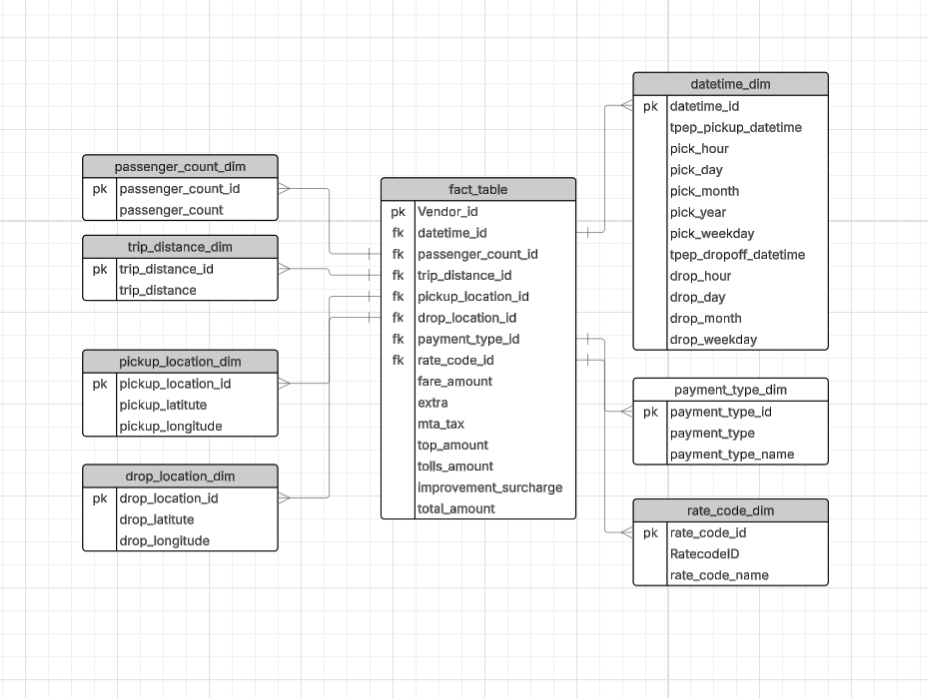 passenger_count_dim
pk passenger_count_id
passenger_count
trip_distance_dim
pk trip_distance_id
trip_distance
pickup_location_dim
pk pickup_location_id
pickup_latitute
pickup_longitude
drop_location_dim
pk drop_location_id
drop_latitute
drop_longitude
fact_table
pk Vendor_id
fk datetime_id
fk passenger_count_id
fk trip_distance_id
fk pickup_location_id
fk drop_location_id
fk payment_type_id
fk rate_code_id
fare_amount
extra
mta_tax
top_amount
tolls_amount
improvement_surcharge
total_amount
datetime_dim
pk datetime_id
tpep_pickup_datetime
pick_hour
pick_day
pick_month
pick_year
pick_weekday
tpep_dropoff_datetime
drop_hour
drop_day
drop_month
drop_weekday
payment_type_dim
pk payment_type_id
payment_type
payment_type_name
rate_code_dim
pk rate_code_id
RatecodeID
rate_code_name